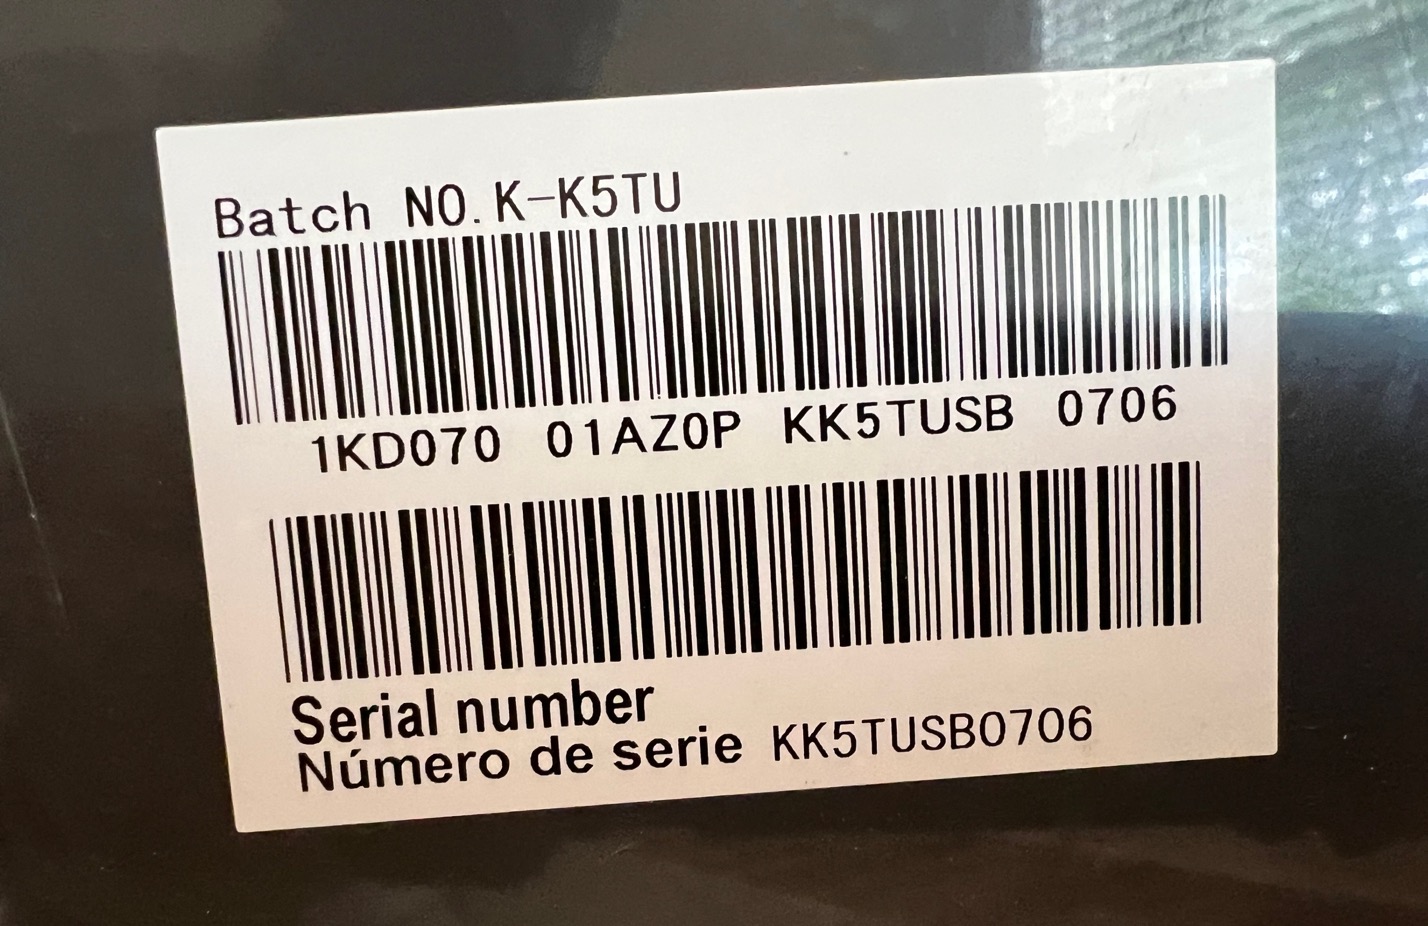 Batch NO.K-K5TU
1KD070 01AZ0P KK5TUSB 0706
Serial number
Número de serie KK5TUSB0706